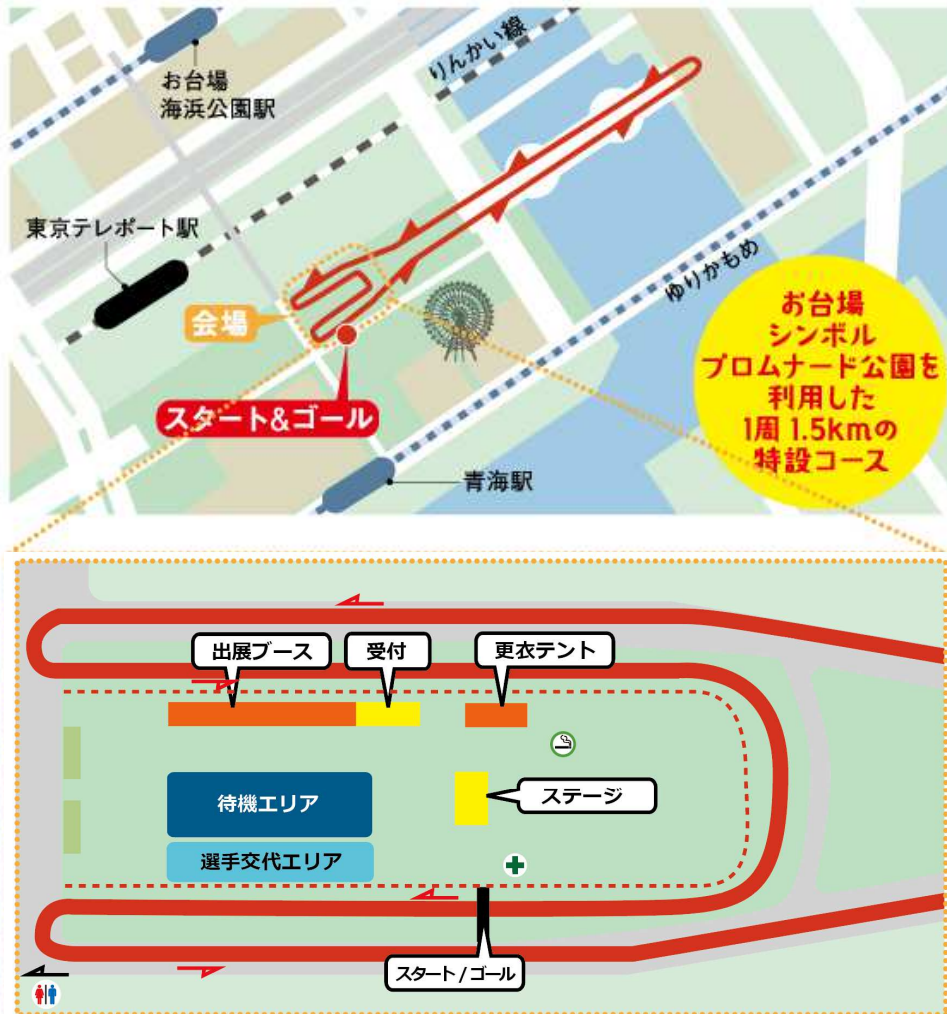 お台場
海浜公園駅
りんかい線
東京テレポート駅
ゆりかもめ
会場
スタート&ゴール
青海駅
お台場
シンボル
プロムナード公園を
利用した
1周 1.5kmの
特設コース
出展ブース
受付
更衣テント
待機エリア
ステージ
選手交代エリア
スタート / ゴール